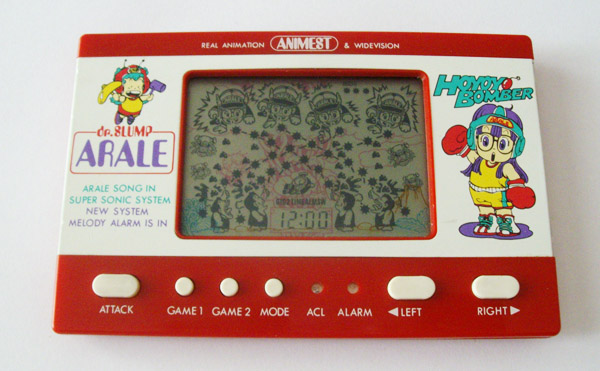 REAL ANIMATION ANIMEST & WIDEVISION
dr. SLUMP
ARALE
ARALE SONG IN
SUPER SONIC SYSTEM
NEW SYSTEM
MELODY ALARM IS IN
HOYOYO
BOMBER
12:00
ATTACK
GAME 1
GAME 2
MODE
ACL
ALARM
◀LEFT
RIGHT▶